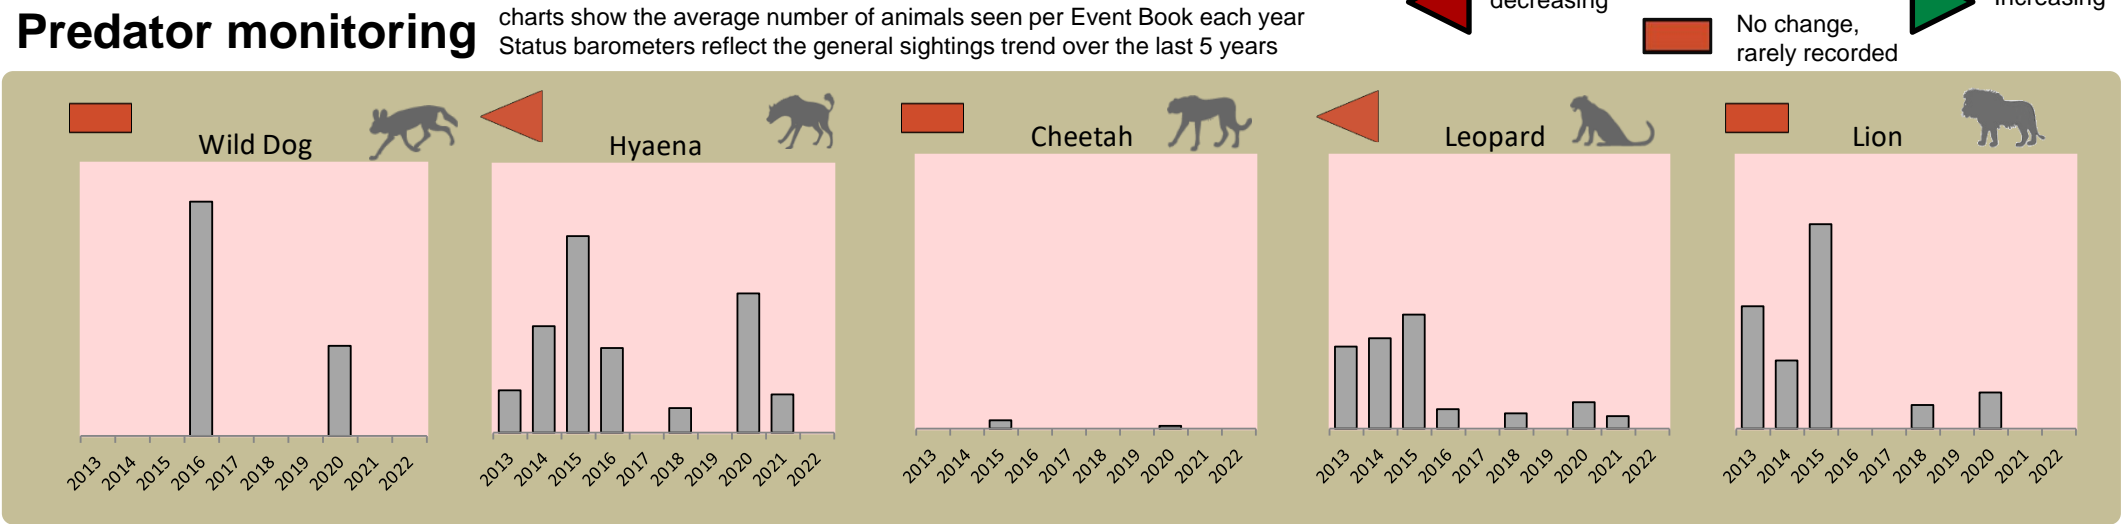 Predator monitoring
charts show the average number of animals seen per Event Book each year
Status barometers reflect the general sightings trend over the last 5 years
decreasing
No change,
rarely recorded
increasing
Wild Dog
2013 2014 2015 2016 2017 2018 2019 2020 2021 2022
Hyaena
2013 2014 2015 2016 2017 2018 2019 2020 2021 2022
Cheetah
2013 2014 2015 2016 2017 2018 2019 2020 2021 2022
Leopard
2013 2014 2015 2016 2017 2018 2019 2020 2021 2022
Lion
2013 2014 2015 2016 2017 2018 2019 2020 2021 2022